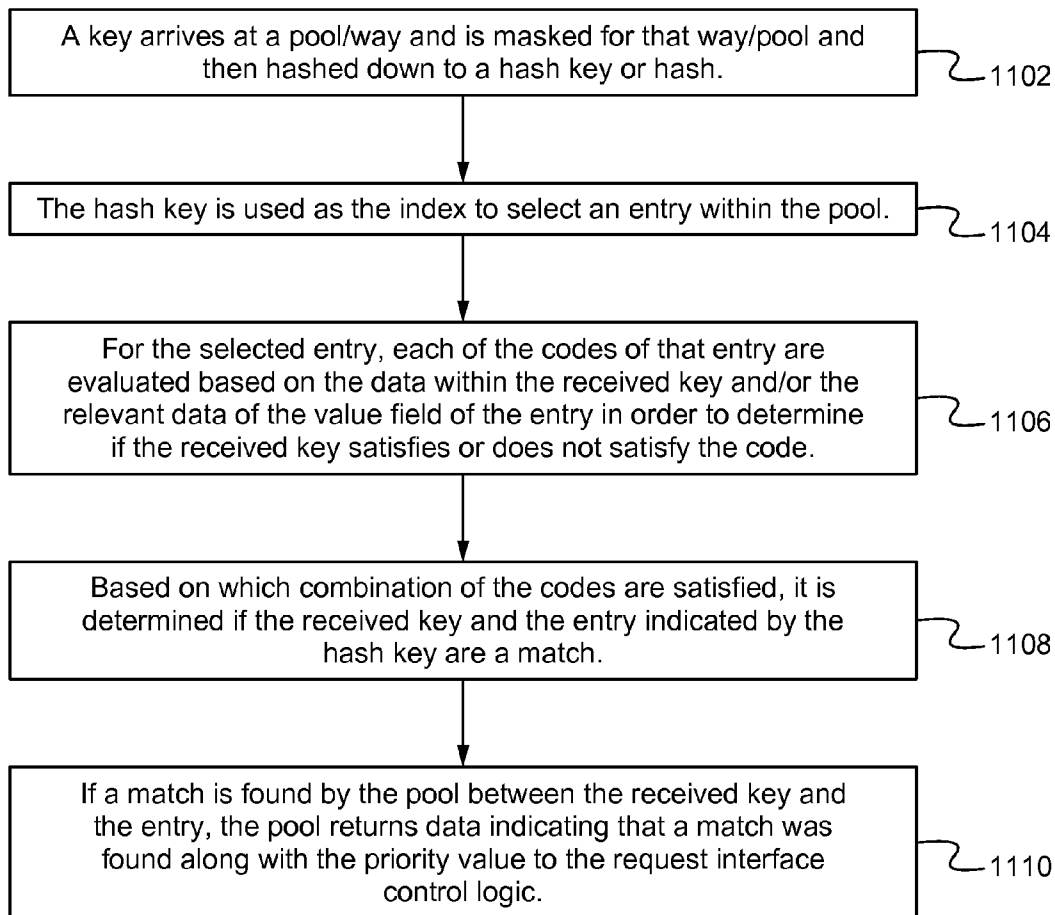 A key arrives at a pool/way and is masked for that way/pool and
then hashed down to a hash key or hash.
1102
The hash key is used as the index to select an entry within the pool.
1104
For the selected entry, each of the codes of that entry are
evaluated based on the data within the received key and/or the
relevant data of the value field of the entry in order to determine
if the received key satisfies or does not satisfy the code.
1106
Based on which combination of the codes are satisfied, it is
determined if the received key and the entry indicated by the
hash key are a match.
1108
If a match is found by the pool between the received key and
the entry, the pool returns data indicating that a match was
found along with the priority value to the request interface
control logic.
1110